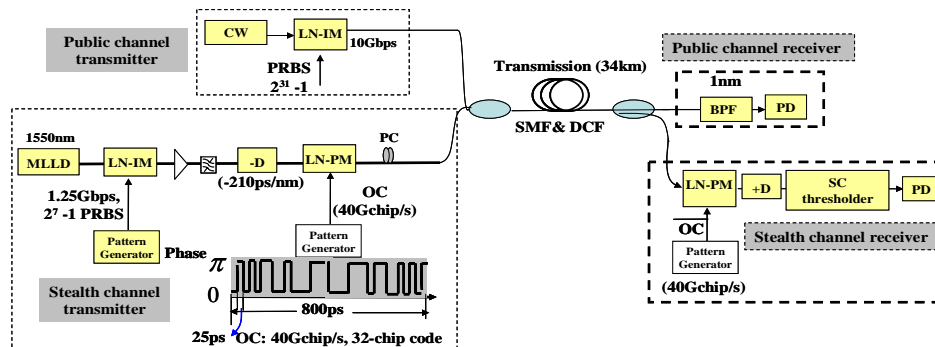 Public channel
transmitter
CW
LN-IM
10Gbps
PRBS
2³¹ -1
Transmission (34km)
SMF& DCF
Public channel receiver
1nm
BPF
PD
1550nm
MLLD
LN-IM
-D
(-210ps/nm)
LN-PM
PC
1.25Gbps,
2⁷ -1 PRBS
OC
(40Gchip/s)
Pattern
Generator
Phase
Pattern
Generator
π
0
800ps
25ps
OC: 40Gchip/s, 32-chip code
Stealth channel
transmitter
LN-PM
+D
SC
thresholder
PD
O̅C̅
Pattern
Generator
(40Gchip/s)
Stealth channel receiver